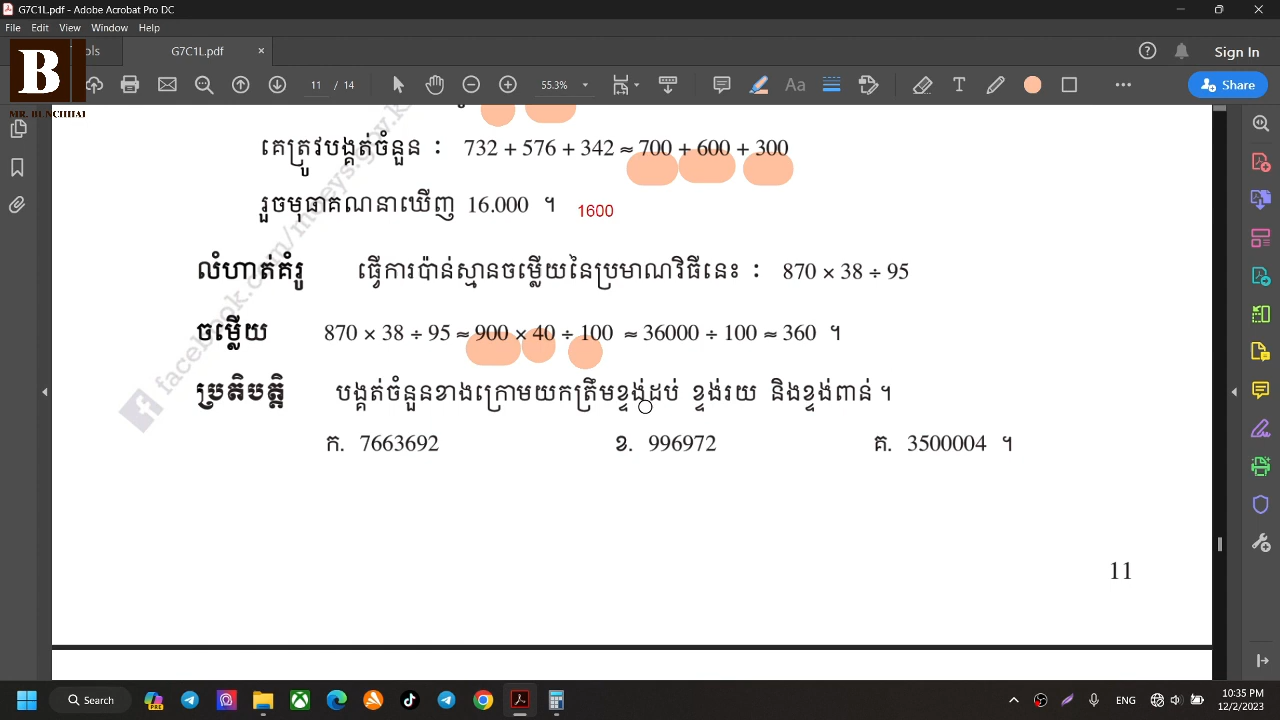 G7C1L.pdf - Adobe Acrobat Pro DC
File Edit View Window Help
B
ols
G7C1L.pdf ×
Sign In
11 / 14
55.3%
Aa
Share
គេត្រូវបង្គត់ចំនួន ៖ 732 + 576 + 342 ≈ 700 + 600 + 300
រួចមុធាគណនាឃើញ 16.000 ។ 1600
លំហាត់គំរូ ធ្វើការប៉ាន់ស្មានចម្លើយនៃប្រមាណវិធីនេះ ៖ 870 × 38 ÷ 95
ចម្លើយ 870 × 38 ÷ 95 ≈ 900 × 40 ÷ 100 ≈ 36000 ÷ 100 ≈ 360 ។
ប្រតិបត្តិ បង្គត់ចំនួនខាងក្រោមយកត្រឹមខ្ទង់ដប់ ខ្ទង់រយ និងខ្ទង់ពាន់ ។
ក. 7663692 ខ. 996972 គ. 3500004 ។
11
Search
PRE
ENG
10:35 PM
12/2/2023